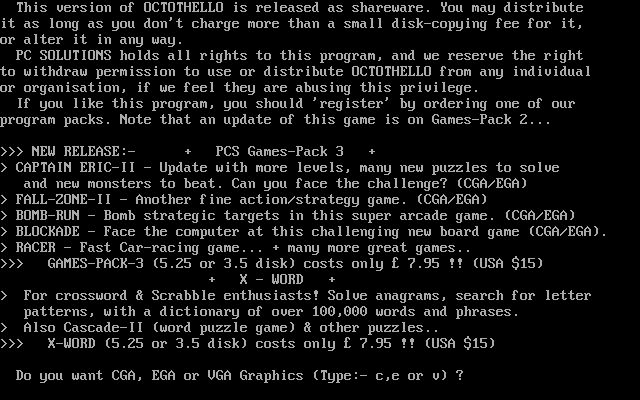 This version of OCTOTHELLO is released as shareware. You may distribute
it as long as you don't charge more than a small disk-copying fee for it,
or alter it in any way.
PC SOLUTIONS holds all rights to this program, and we reserve the right
to withdraw permission to use or distribute OCTOTHELLO from any individual
or organisation, if we feel they are abusing this privilege.
If you like this program, you should 'register' by ordering one of our
program packs. Note that an update of this game is on Games-Pack 2...
>>> NEW RELEASE:- + PCS Games-Pack 3 +
> CAPTAIN ERIC-II - Update with more levels, many new puzzles to solve
and new monsters to beat. Can you face the challenge? (CGA/EGA)
> FALL-ZONE-II - Another fine action/strategy game. (CGA/EGA)
> BOMB-RUN - Bomb strategic targets in this super arcade game. (CGA/EGA)
> BLOCKADE - Face the computer at this challenging new board game (CGA/EGA).
> RACER - Fast Car-racing game... + many more great games..
>>> GAMES-PACK-3 (5.25 or 3.5 disk) costs only £ 7.95 !! (USA $15)
+ X - WORD +
> For crossword & Scrabble enthusiasts! Solve anagrams, search for letter
patterns, with a dictionary of over 100,000 words and phrases.
> Also Cascade-II (word puzzle game) & other puzzles..
>>> X-WORD (5.25 or 3.5 disk) costs only £ 7.95 !! (USA $15)
Do you want CGA, EGA or VGA Graphics (Type:- c,e or v) ?